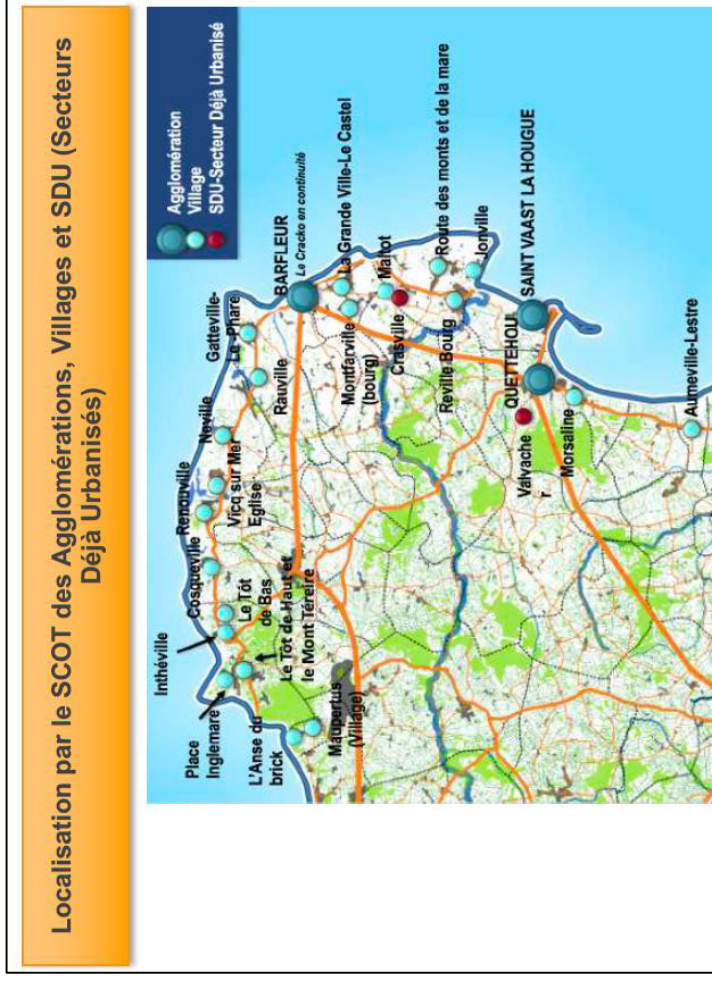 Localisation par le SCOT des Agglomérations, Villages et SDU (Secteurs
Déjà Urbanisés)
Agglomération
Village
SDU-Secteur Déjà Urbanisé
Inthéville
Place
Inglemare
L'Anse du
brick
Maupertus
(Village)
Le Tôt de Haut et
le Mont Téreire
Le Tôt
de Bas
Cosqueville
Renouville
Vicq sur Mer
Eglise
Neville
Rauville
Gatteville-
Le -Phare
BARFLEUR
Le Cracko en continuité
La Grande Ville-Le Castel
Montfarville
(bourg)
Maltot
Crasville
Route des monts et de la mare
Jonville
Reville Bourg
SAINT VAAST LA HOUGUE
QUETTEHOU
Valvache
r
Morsaline
Aumeville-Lestre